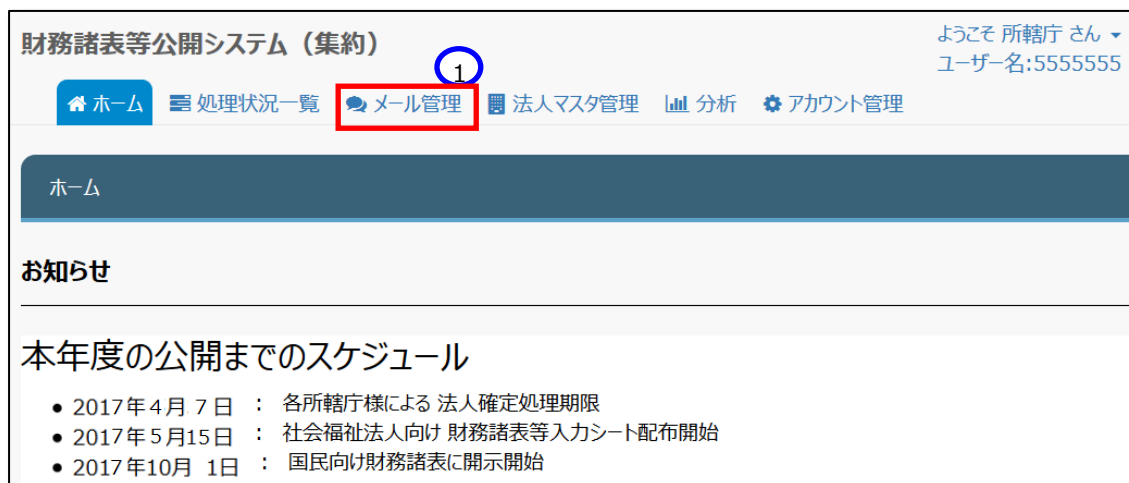 財務諸表等公開システム（集約）
ようこそ 所轄庁 さん
ユーザー名:5555555
1
ホーム 処理状況一覧 メール管理 法人マスタ管理 分析 アカウント管理
ホーム
お知らせ
本年度の公開までのスケジュール
● 2017年4月 7日 ： 各所轄庁様による 法人確定処理期限
● 2017年5月15日 ： 社会福祉法人向け 財務諸表等入力シート配布開始
● 2017年10月 1日 ： 国民向け財務諸表に開示開始